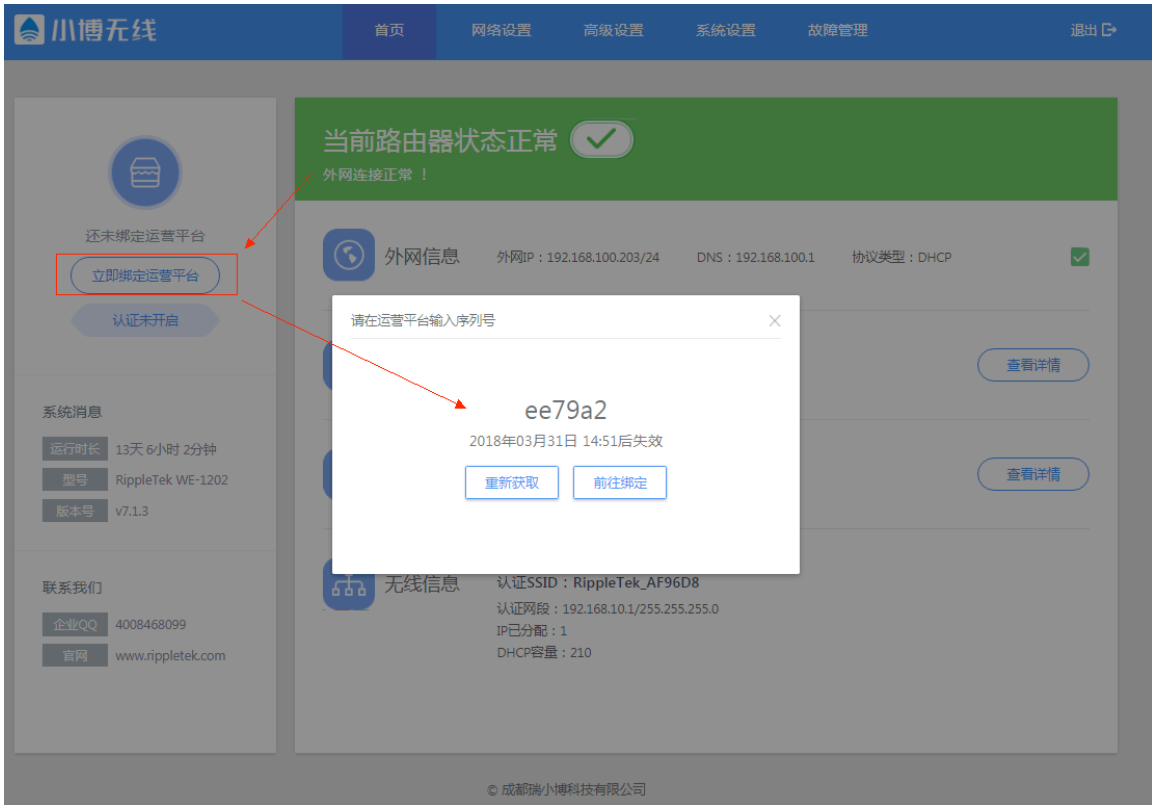 小博无线
首页 网络设置 高级设置 系统设置 故障管理 退出
还未绑定运营平台
立即绑定运营平台
认证未开启
系统消息
运行时长 13天 6小时 2分钟
型号 RippleTek WE-1202
版本号 v7.1.3
联系我们
企业QQ 4008468099
官网 www.rippletek.com
当前路由器状态正常
外网连接正常！
外网信息 外网IP：192.168.100.203/24 DNS：192.168.100.1 协议类型：DHCP
请在运营平台输入序列号
ee79a2
2018年03月31日 14:51后失效
重新获取 前往绑定
查看详情
查看详情
无线信息 认证SSID：RippleTek_AF96D8
认证网段：192.168.10.1/255.255.255.0
IP已分配：1
DHCP容量：210
© 成都瑞小博科技有限公司